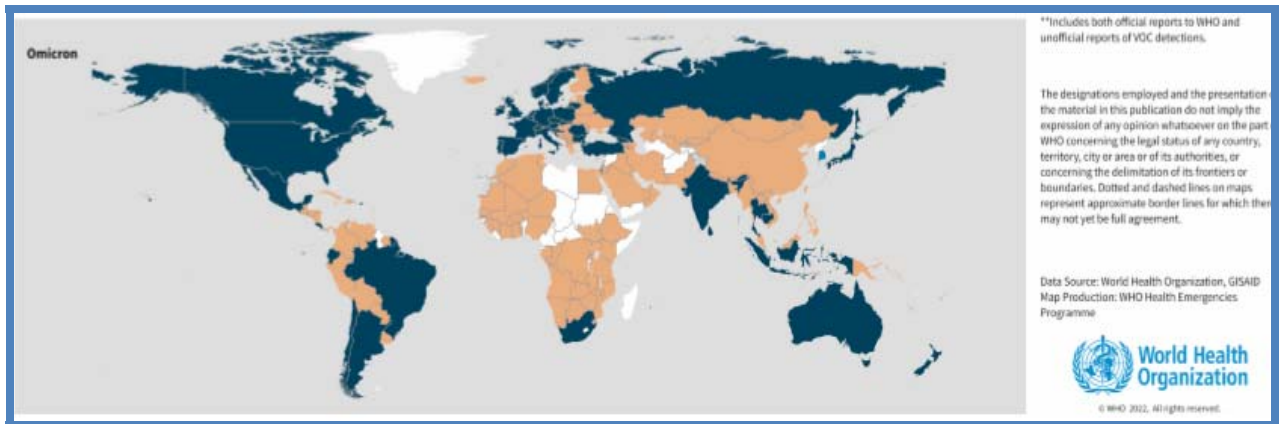 Omicron
**Includes both official reports to WHO and
unofficial reports of VOC detections.
The designations employed and the presentation
the material in this publication do not imply the
expression of any opinion whatsoever on the part
WHO concerning the legal status of any country,
territory, city or area or of its authorities, or
concerning the delimitation of its frontiers or
boundaries. Dotted and dashed lines on maps
represent approximate border lines for which ther
may not yet be full agreement.
Data Source: World Health Organization, GISAID
Map Production: WHO Health Emergencies
Programme
World Health
Organization
© WHO 2022, All rights reserved.